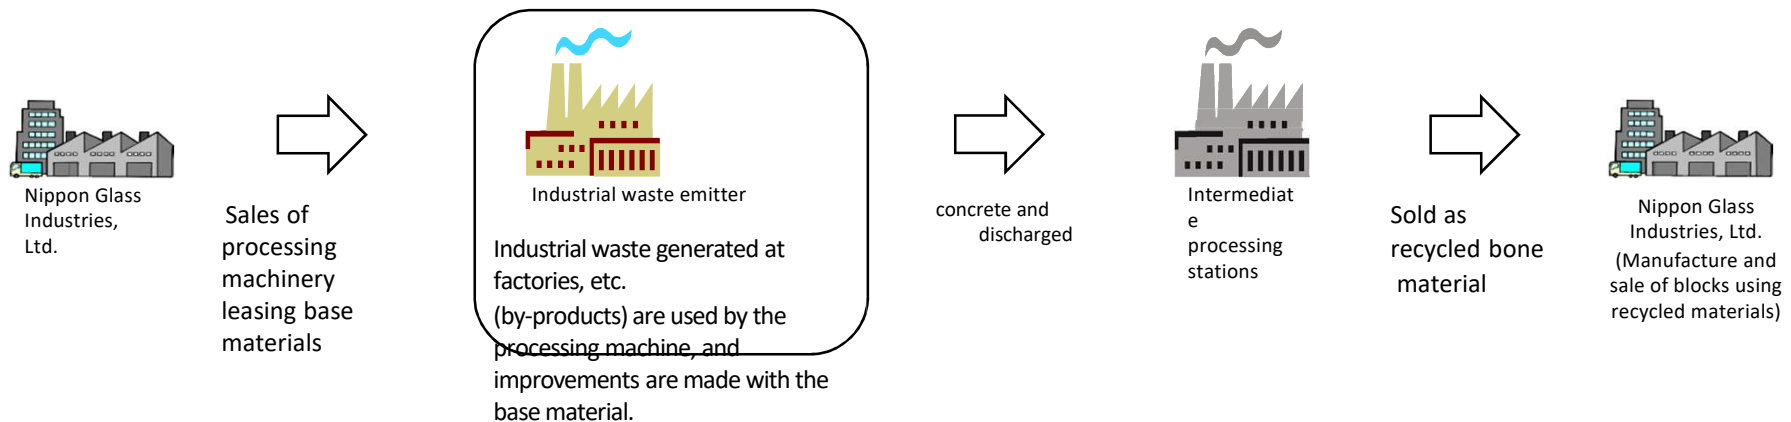 Nippon Glass
Industries,
Ltd.
Sales of
processing
machinery
leasing base
materials
Industrial waste emitter
Industrial waste generated at
factories, etc.
(by-products) are used by the
processing machine, and
improvements are made with the
base material.
concrete and
discharged
Intermediat
e
processing
stations
Sold as
recycled bone
material
Nippon Glass
Industries, Ltd.
(Manufacture and
sale of blocks using
recycled materials)